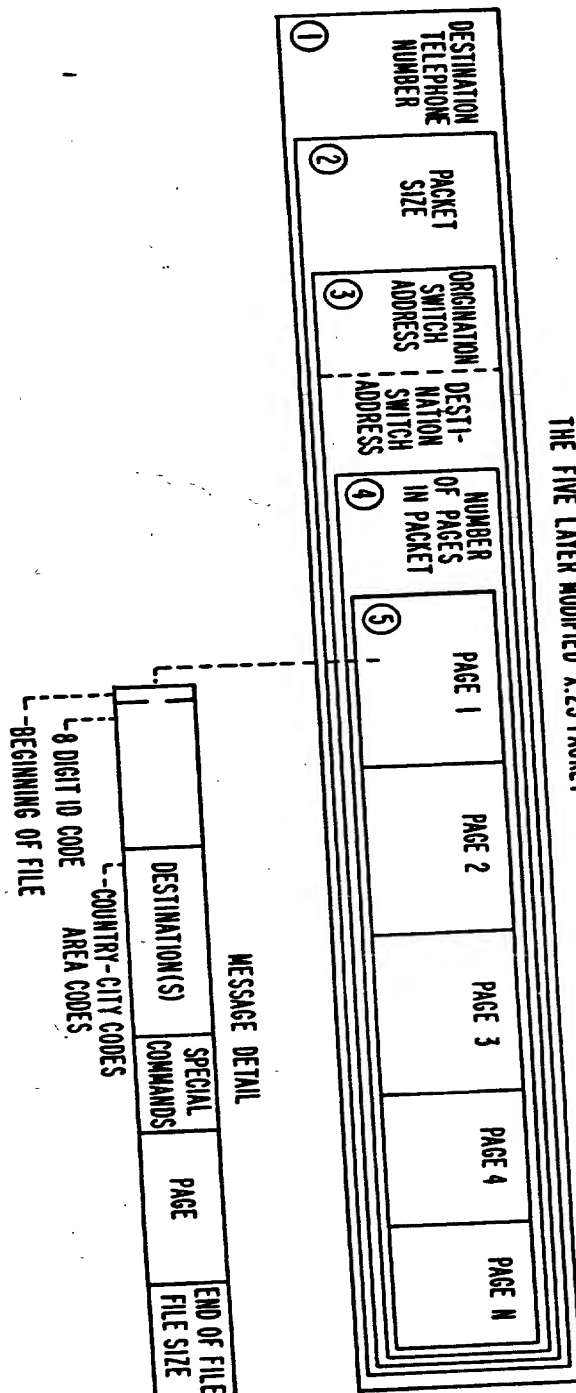 THE FIVE LAYER MODIFIED X.25 PACKET
DESTINATION
TELEPHONE
NUMBER
1
PACKET
SIZE
2
ORIGINATION
SWITCH
ADDRESS
3
DESTI-
NATION
SWITCH
ADDRESS
NUMBER
OF PAGES
IN PACKET
4
PAGE 1
5
PAGE 2
PAGE 3
PAGE 4
PAGE N
MESSAGE DETAIL
DESTINATION(S)
SPECIAL
COMMANDS
PAGE
END OF FILE
FILE SIZE
COUNTRY-CITY CODES
AREA CODES
8 DIGIT ID CODE
BEGINNING OF FILE